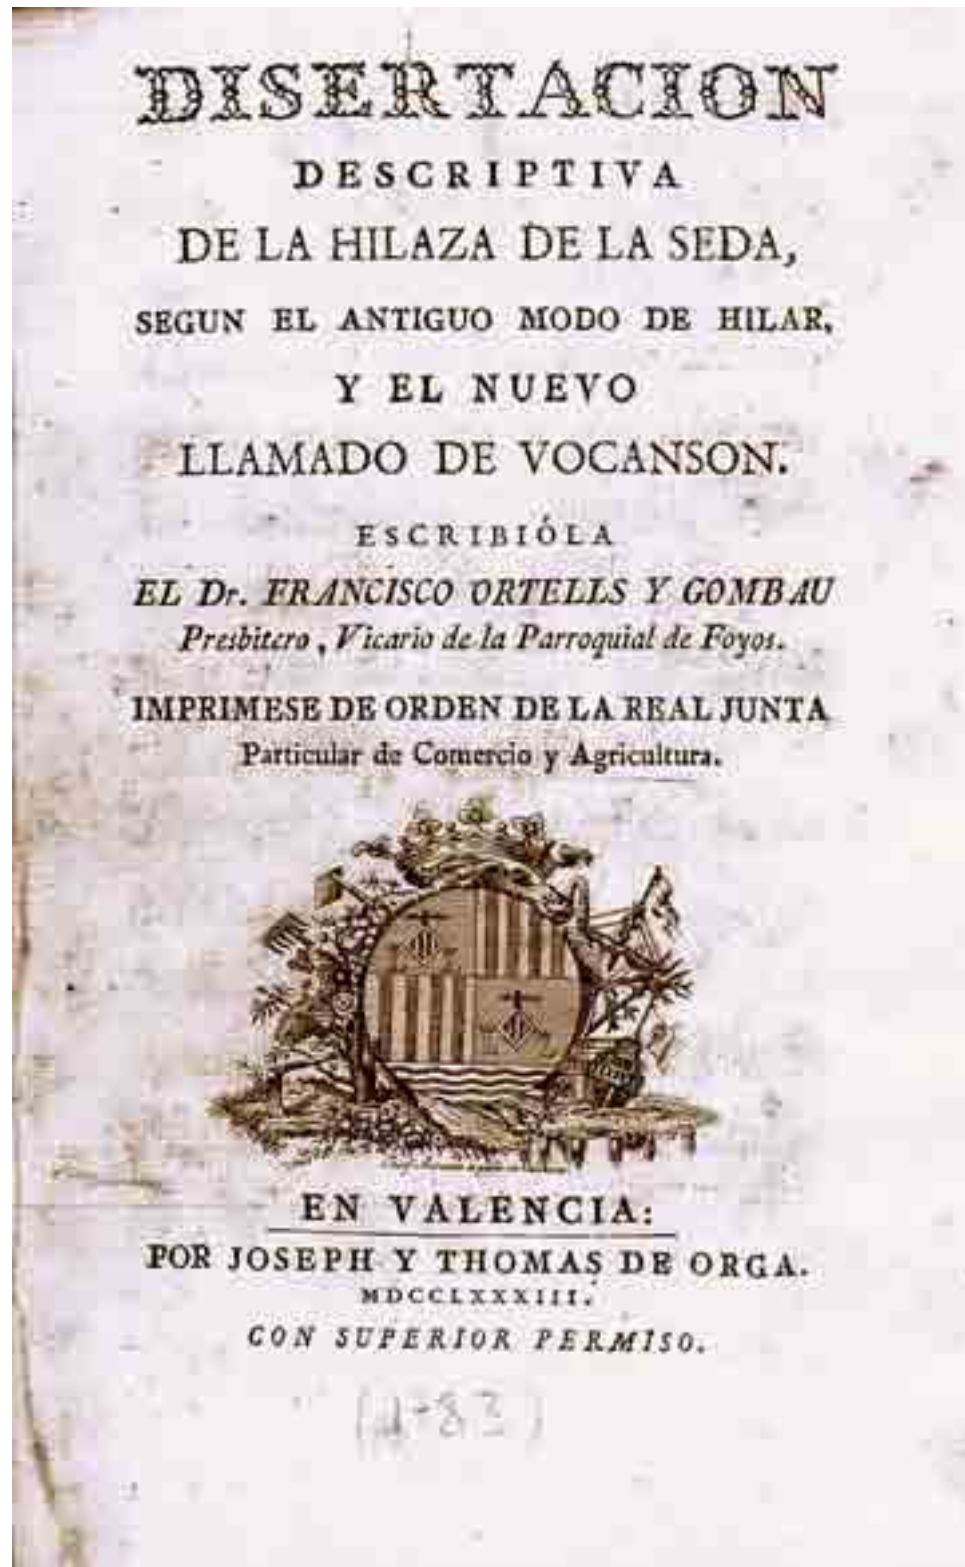 DISERTACION
DESCRIPTIVA
DE LA HILAZA DE LA SEDA,
SEGUN EL ANTIGUO MODO DE HILAR,
Y EL NUEVO
LLAMADO DE VOCANSON.
ESCRIBIÓLA
EL Dr. FRANCISCO ORTELLS Y GOMBAU
Presbitero, Vicario de la Parroquial de Foyos.
IMPRIMESE DE ORDEN DE LA REAL JUNTA
Particular de Comercio y Agricultura.
EN VALENCIA:
POR JOSEPH Y THOMAS DE ORGA.
MDCCLXXXIII.
CON SUPERIOR PERMISO.
(1783)